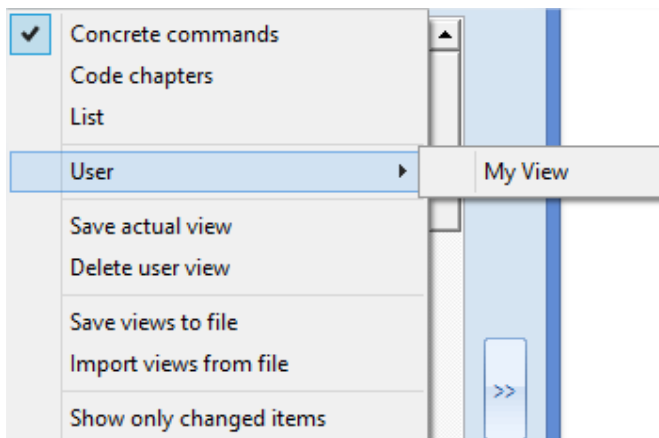 Concrete commands
Code chapters
List
User
My View
Save actual view
Delete user view
Save views to file
Import views from file
>>
Show only changed items